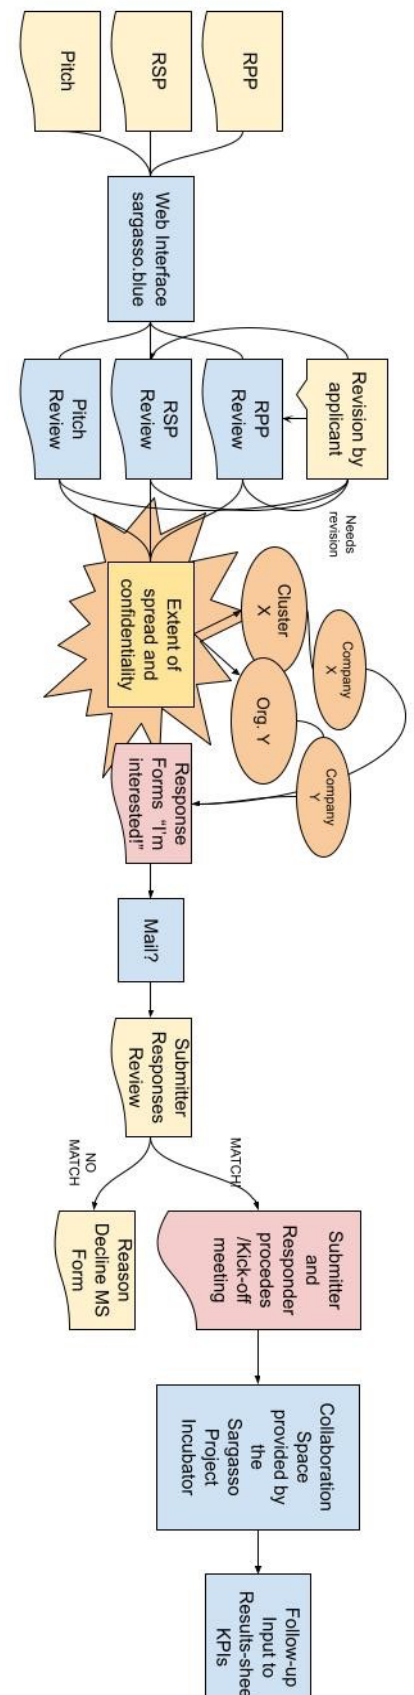 RPP
RSP
Pitch
Web Interface
sargasso.blue
Revision by
applicant
RPP
Review
RSP
Review
Pitch
Review
Needs
revision
Extent of
spread and
confidentiality
Cluster
X
Company
X
Org. Y
Company
Y
Response
Forms "I'm
interested!"
Mail?
Submitter
Responses
Review
MATCH!
NO
MATCH
Submitter
and
Responder
procedes
/Kick-off
meeting
Reason
Decline MS
Form
Collaboration
Space
provided by
the
Sargasso
Project
Incubator
Follow-up
Input to
Results-shee
KPIs